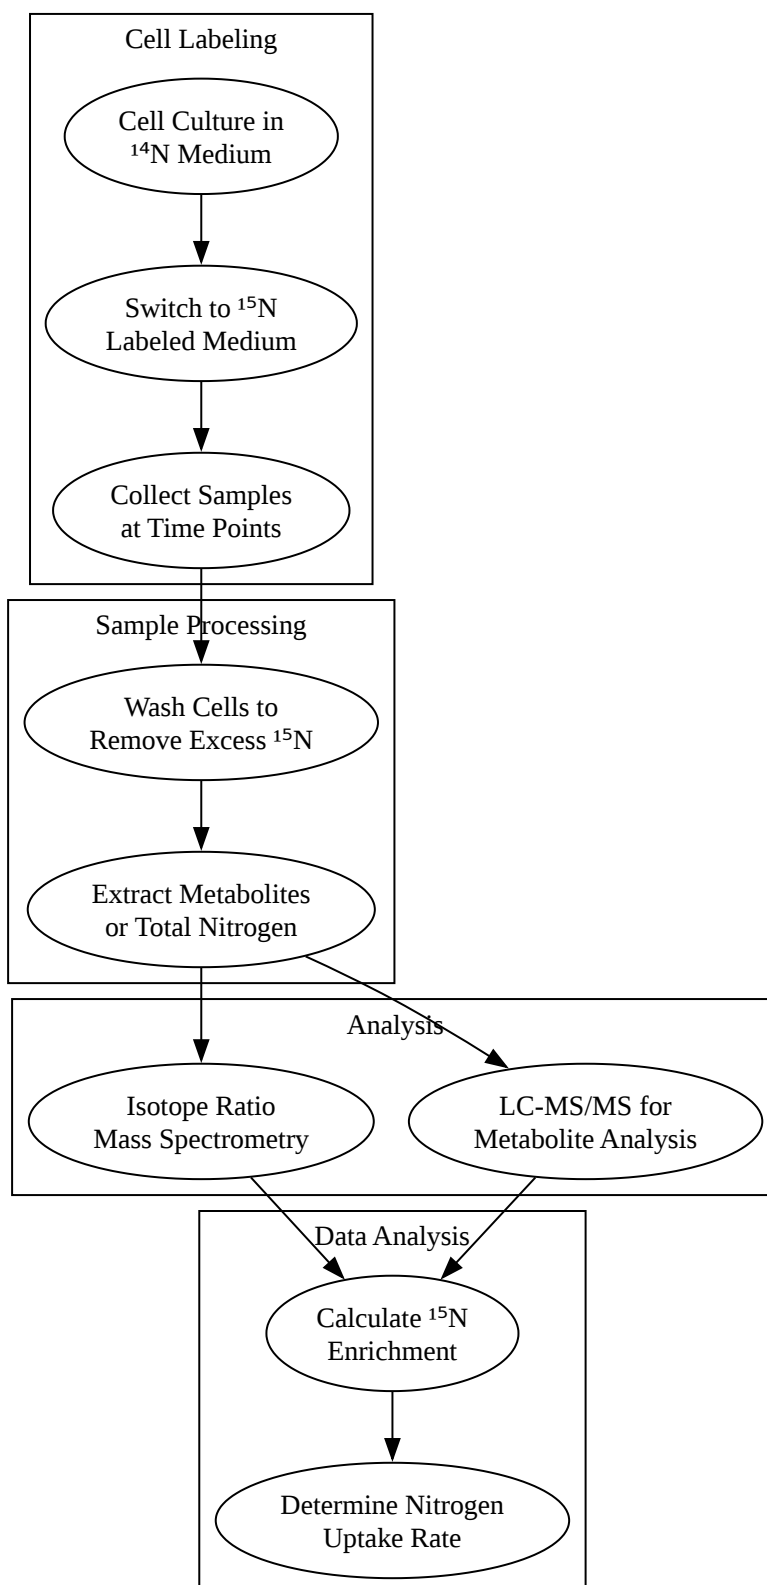 Cell Labeling
Cell Culture in
¹⁴N Medium
Switch to ¹⁵N
Labeled Medium
Collect Samples
at Time Points
Sample Processing
Wash Cells to
Remove Excess ¹⁵N
Extract Metabolites
or Total Nitrogen
Analysis
Isotope Ratio
Mass Spectrometry
LC-MS/MS for
Metabolite Analysis
Data Analysis
Calculate ¹⁵N
Enrichment
Determine Nitrogen
Uptake Rate